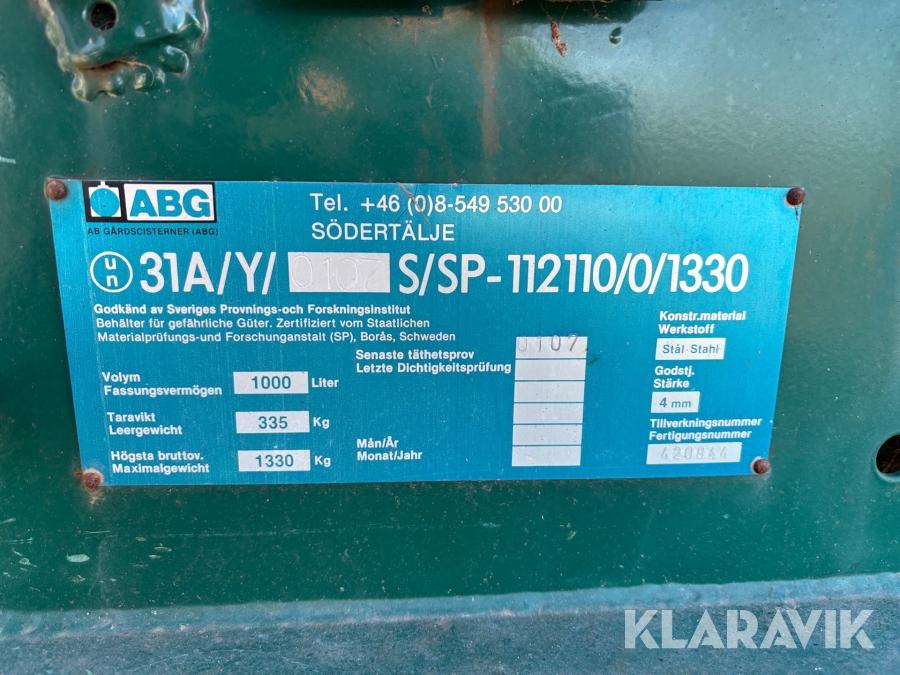 ABG
AB GÅRDSCISTERNER (ABG)
Tel. +46 (0)8-549 530 00
SÖDERTÄLJE
un 31A/Y/ 0107 S/SP-112110/0/1330
Godkänd av Sveriges Provnings-och Forskningsinstitut
Behälter für gefährliche Güter. Zertifiziert vom Staatlichen
Materialprüfungs-und Forschungsanstalt (SP), Borås, Schweden
Volym
Fassungsvermögen 1000 Liter
Taravikt
Leergewicht 335 Kg
Högsta bruttov.
Maximalgewicht 1330 Kg
Senaste täthetsprov 0107
Letzte Dichtigkeitsprüfung
Mån/År
Monat/Jahr
Konstr.material
Werkstoff
Stål-Stahl
Godstj.
Stärke
4 mm
Tillverkningsnummer
Fertigungsnummer
420844
KLARAVIK